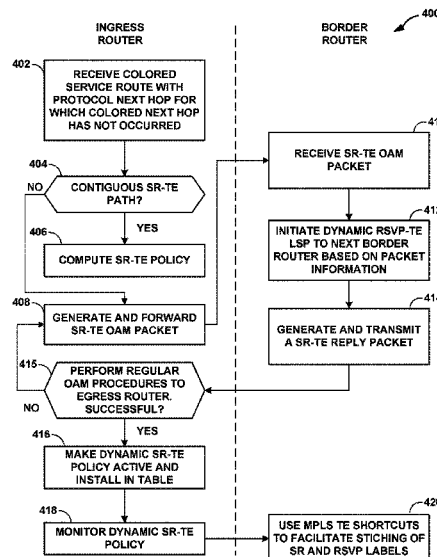 400
INGRESS
ROUTER
BORDER
ROUTER
402
RECEIVE COLORED
SERVICE ROUTE WITH
PROTOCOL NEXT HOP FOR
WHICH COLORED NEXT HOP
HAS NOT OCCURRED
404
NO
CONTIGUOUS SR-TE
PATH?
YES
406
COMPUTE SR-TE POLICY
408
GENERATE AND FORWARD
SR-TE OAM PACKET
RECEIVE SR-TE OAM
PACKET
INITIATE DYNAMIC RSVP-TE
LSP TO NEXT BORDER
ROUTER BASED ON PACKET
INFORMATION
GENERATE AND TRANSMIT
A SR-TE REPLY PACKET
415
PERFORM REGULAR
OAM PROCEDURES TO
EGRESS ROUTER.
SUCCESSFUL?
NO
YES
416
MAKE DYNAMIC SR-TE
POLICY ACTIVE AND
INSTALL IN TABLE
418
MONITOR DYNAMIC SR-TE
POLICY
USE MPLS TE SHORTCUTS
TO FACILITATE STICHING OF
SR AND RSVP LABELS